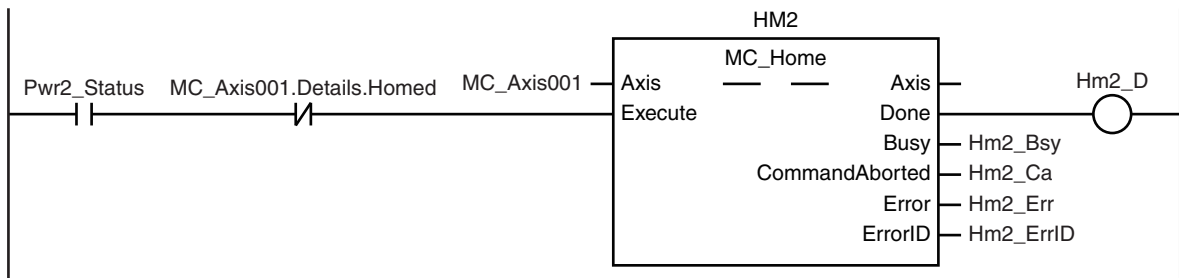 HM2
MC_Home
Pwr2_Status MC_Axis001.Details.Homed MC_Axis001 Axis Axis Hm2_D
Execute Done
Busy Hm2_Bsy
CommandAborted Hm2_Ca
Error Hm2_Err
ErrorID Hm2_ErrID